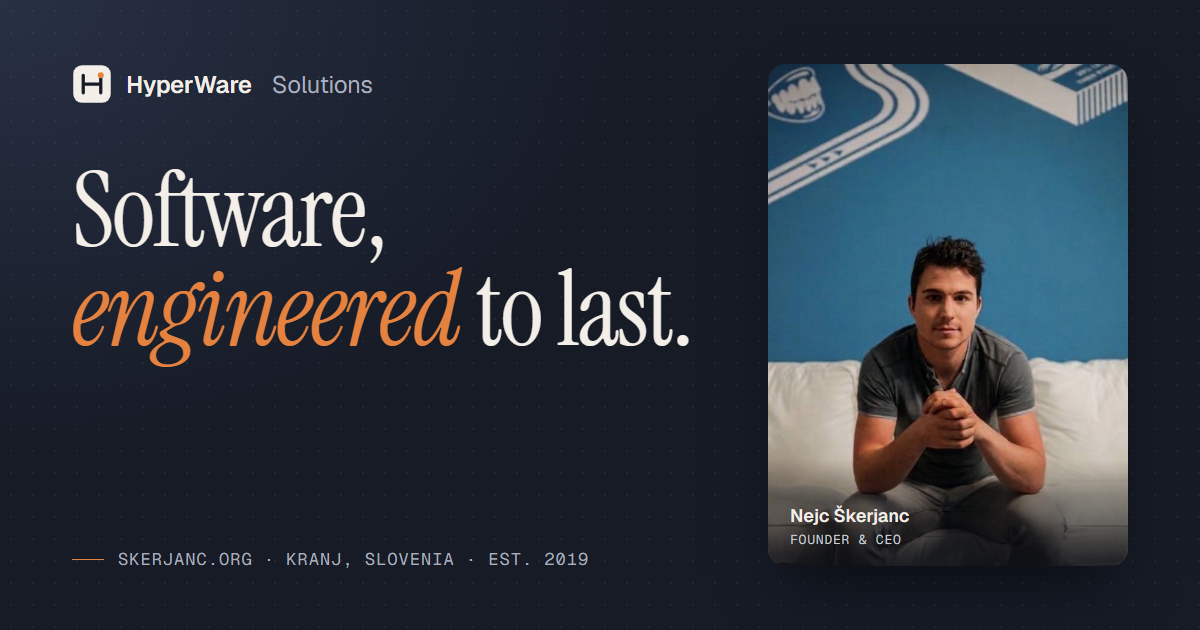 HyperWare Solutions
Software,
engineered to last.
SKERJANC.ORG · KRANJ, SLOVENIA · EST. 2019
Nejc Škerjanc
FOUNDER & CEO